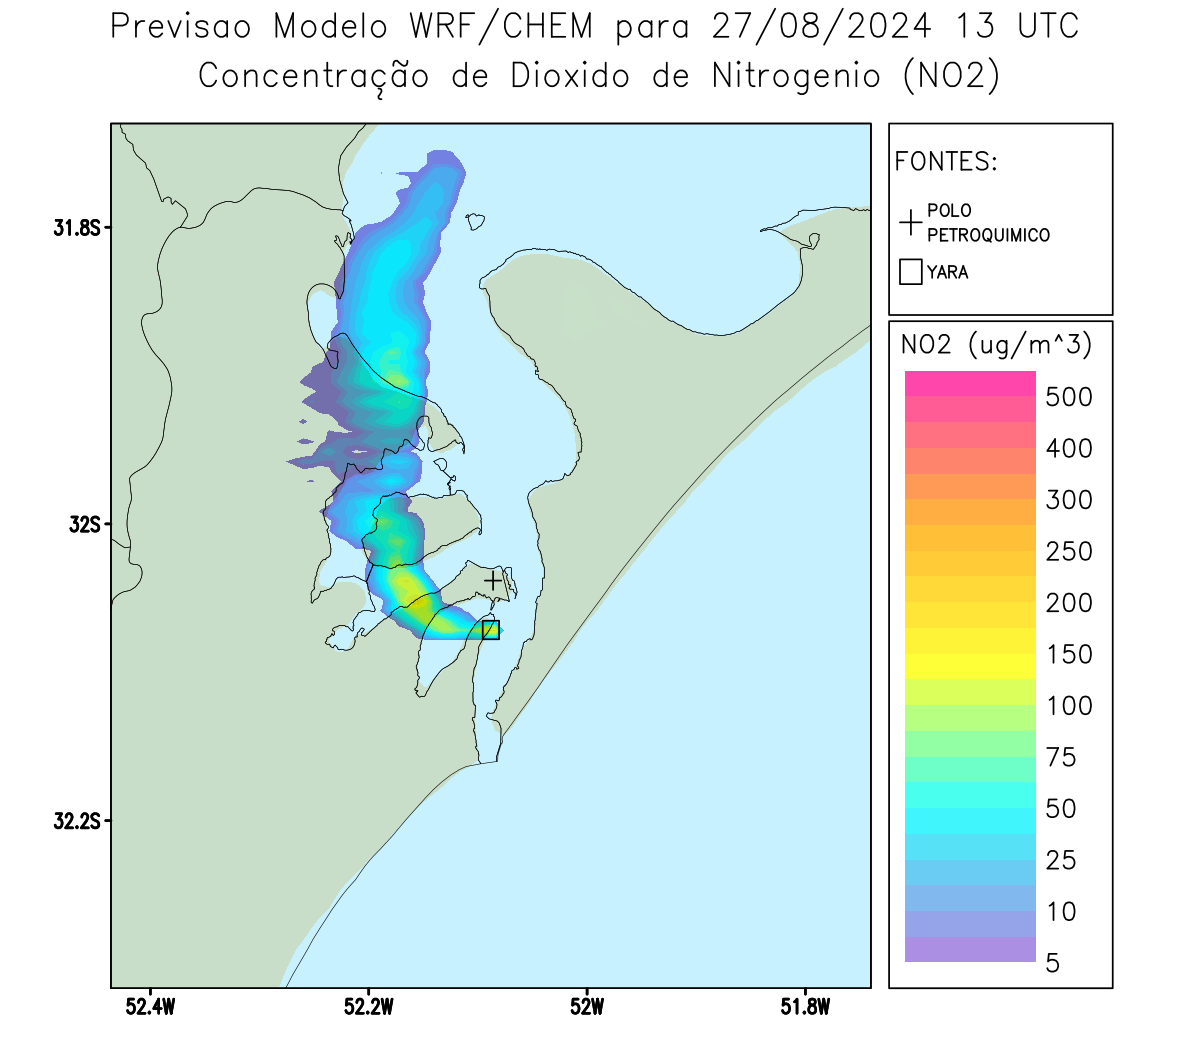 Previsao Modelo WRF/CHEM para 27/08/2024 13 UTC
Concentração de Dioxido de Nitrogenio (NO2)
FONTES:
POLO
PETROQUIMICO
YARA
NO2 (ug/m^3)
500
400
300
250
200
150
100
75
50
25
10
5
31.8S
32S
32.2S
52.4W
52.2W
52W
51.8W